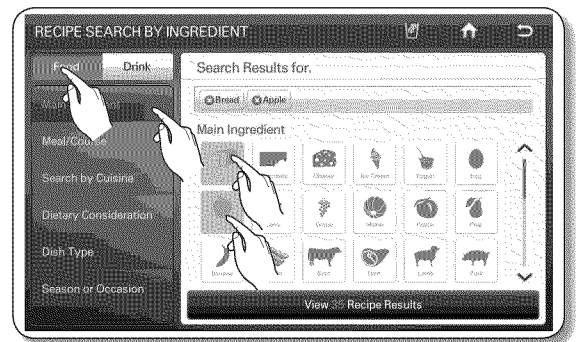 RECIPE SEARCH BY INGREDIENT
Food Drink
Search Results for.
Bread Apple
Main Ingredient
Meal/Course
Search by Cuisine
Dietary Consideration
Dish Type
Season or Occasion
Cheese Ice Cream Yogurt Egg
Grape Melon Peach Pear
Banana Beef Lamb Pork
View 35 Recipe Results